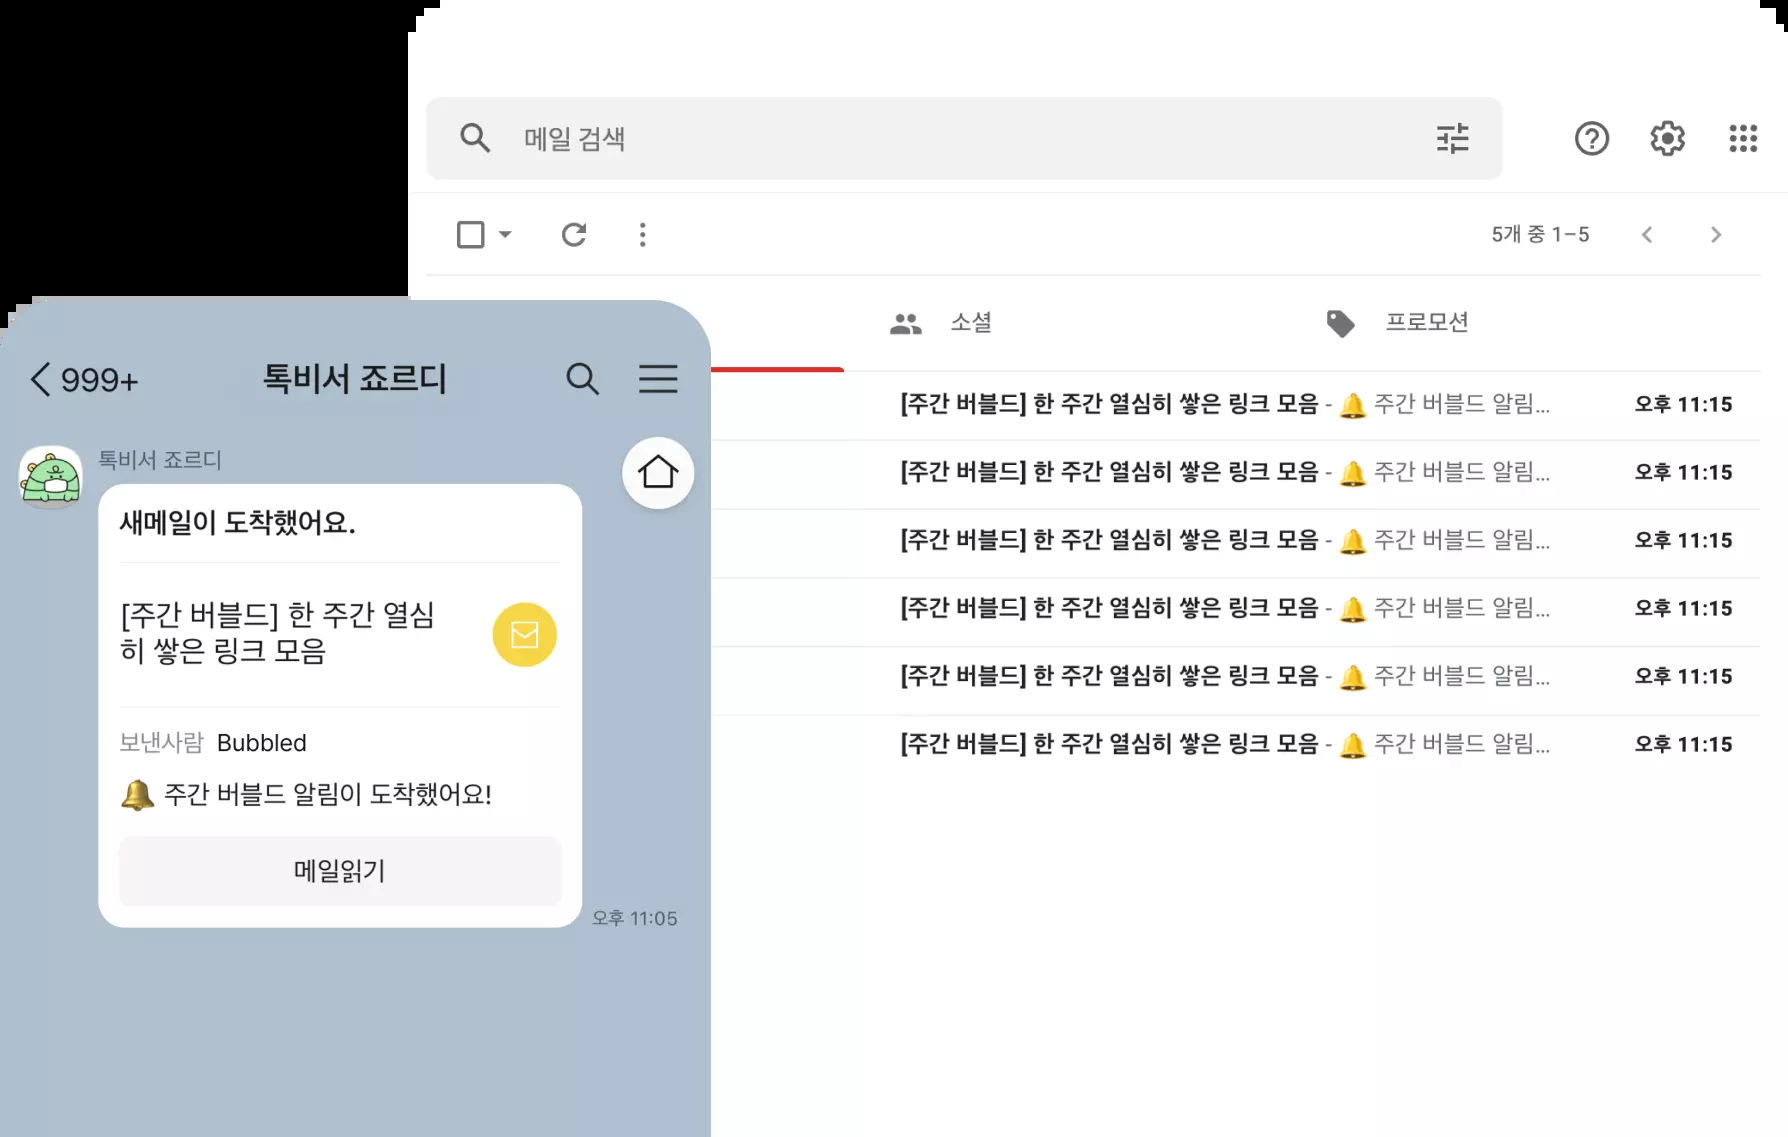 메일 검색
5개 중 1–5
소셜
프로모션
[주간 버블드] 한 주간 열심히 쌓은 링크 모음 - 🔔 주간 버블드 알림... 오후 11:15
[주간 버블드] 한 주간 열심히 쌓은 링크 모음 - 🔔 주간 버블드 알림... 오후 11:15
[주간 버블드] 한 주간 열심히 쌓은 링크 모음 - 🔔 주간 버블드 알림... 오후 11:15
[주간 버블드] 한 주간 열심히 쌓은 링크 모음 - 🔔 주간 버블드 알림... 오후 11:15
[주간 버블드] 한 주간 열심히 쌓은 링크 모음 - 🔔 주간 버블드 알림... 오후 11:15
[주간 버블드] 한 주간 열심히 쌓은 링크 모음 - 🔔 주간 버블드 알림... 오후 11:15
999+
톡비서 죠르디
톡비서 죠르디
새메일이 도착했어요.
[주간 버블드] 한 주간 열심
히 쌓은 링크 모음
보낸사람 Bubbled
🔔 주간 버블드 알림이 도착했어요!
메일읽기
오후 11:05